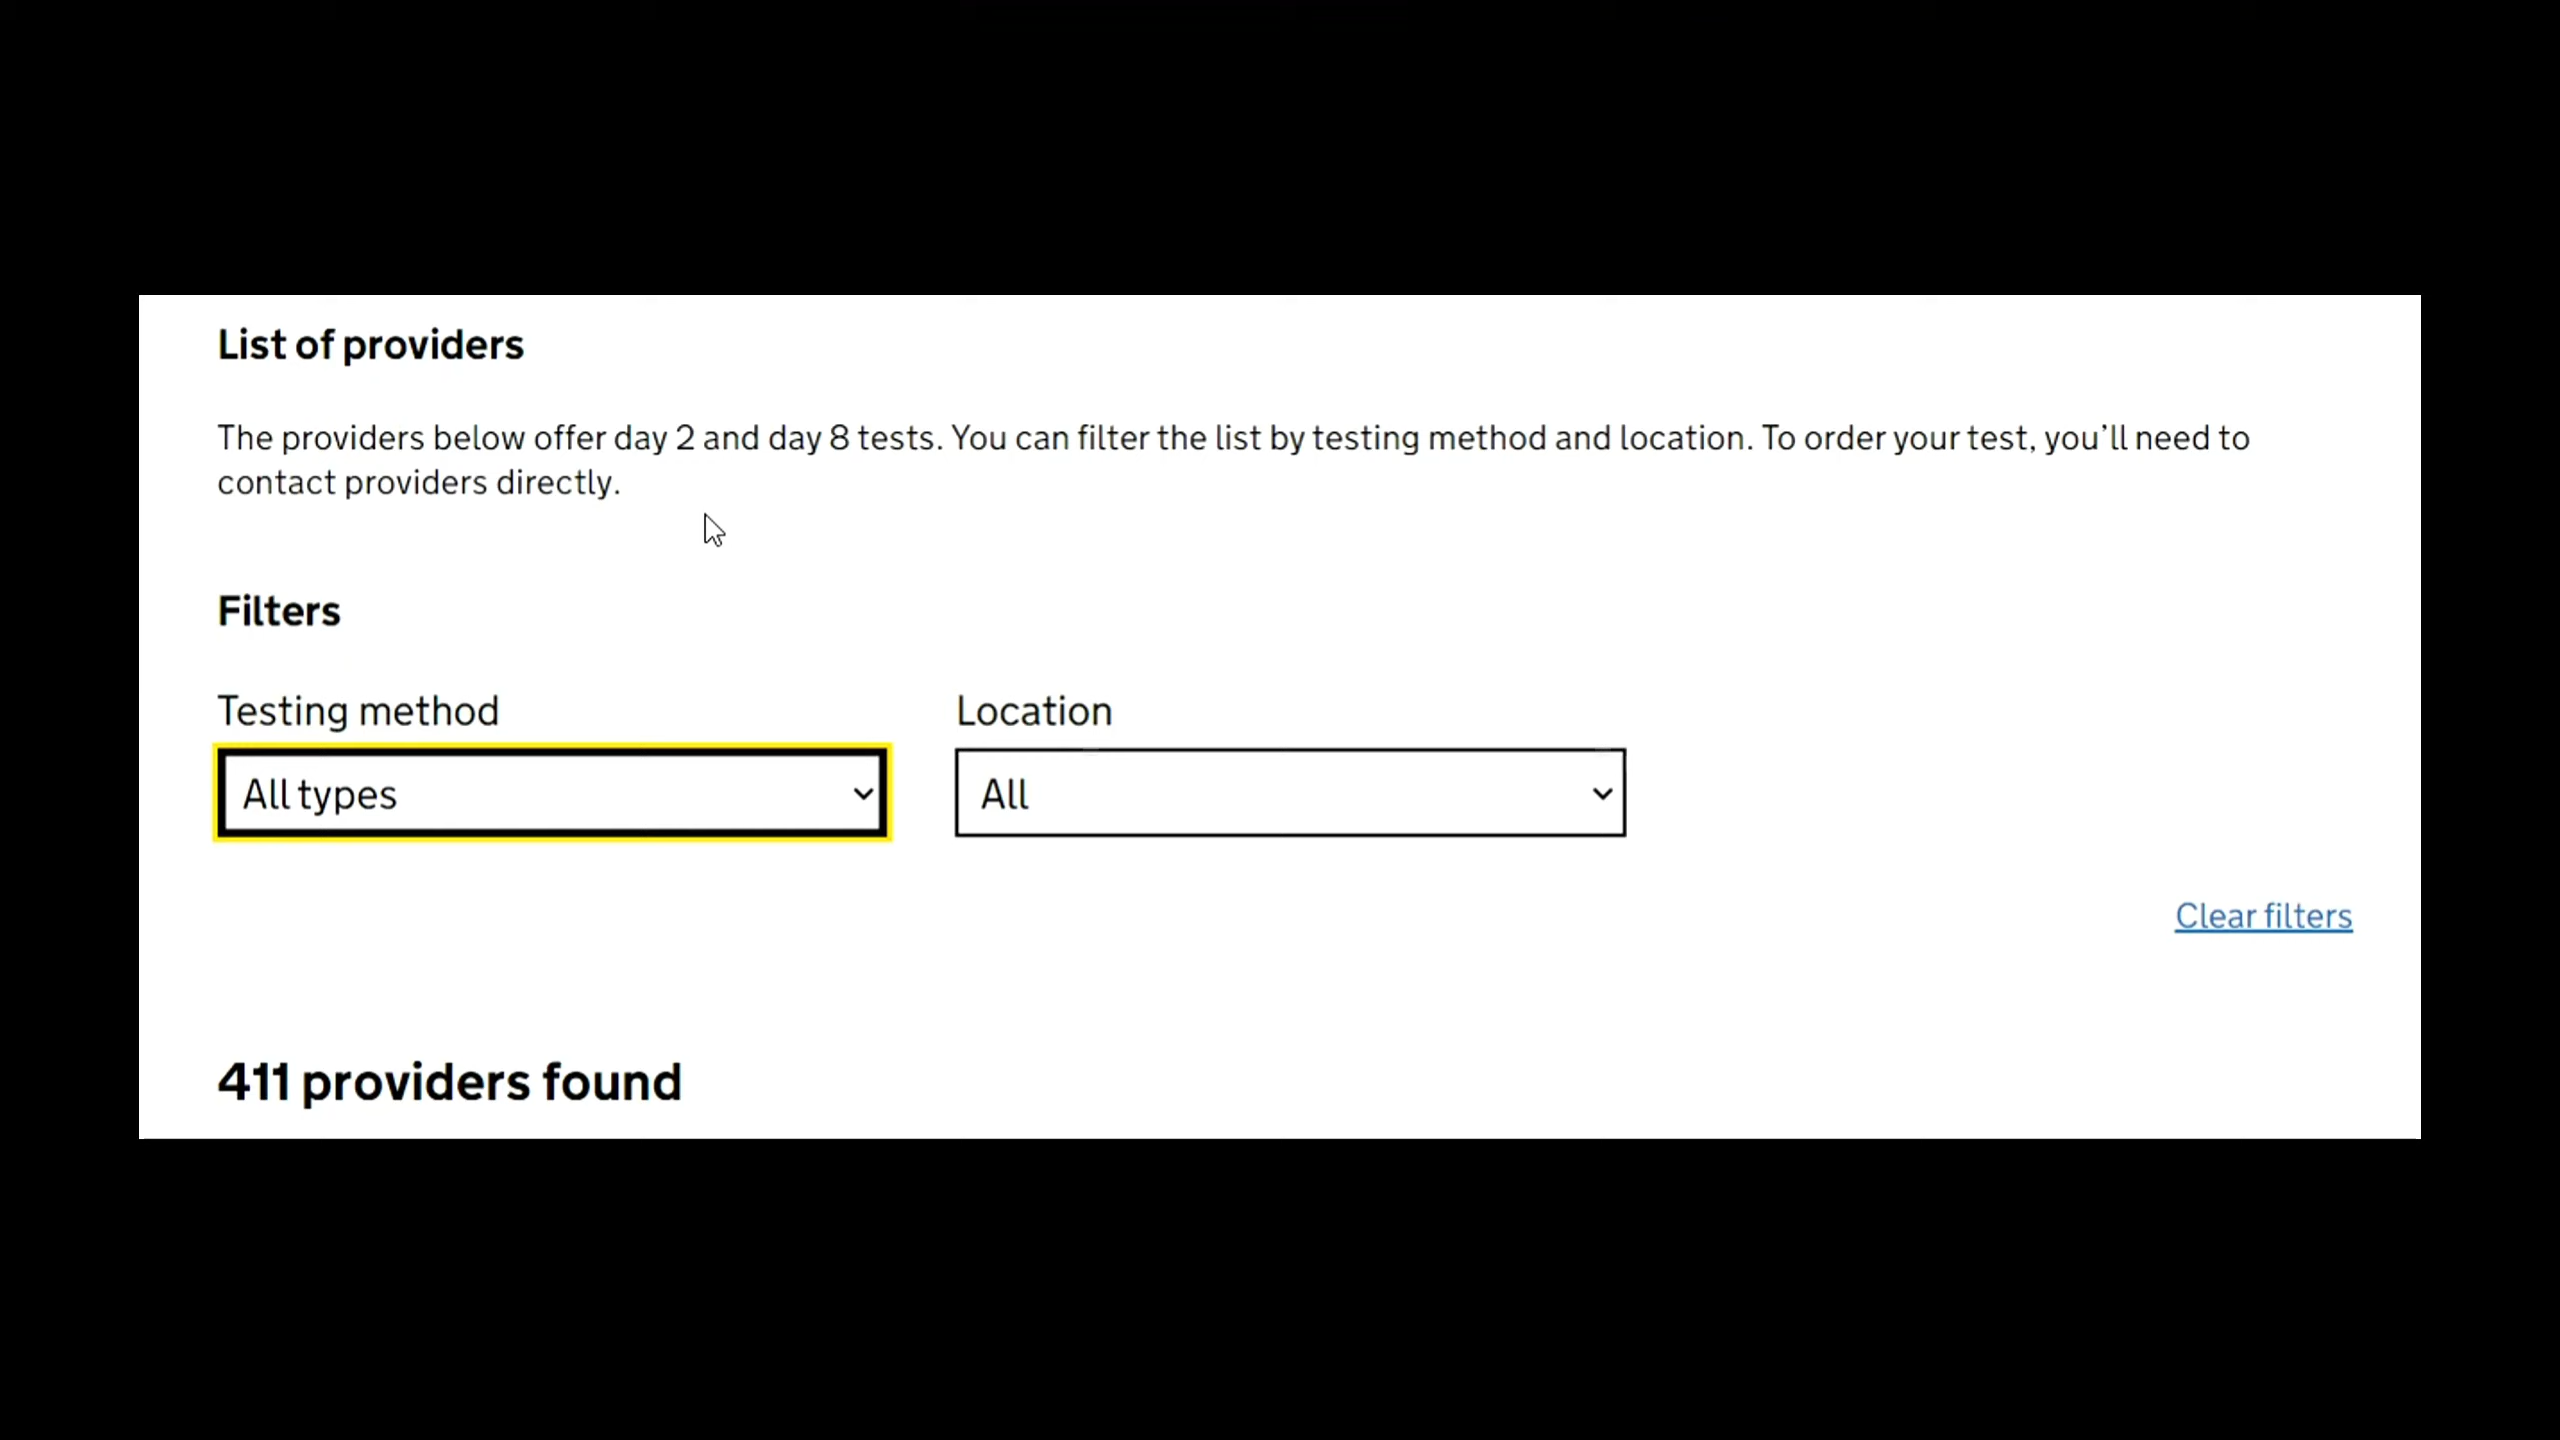 List of providers
The providers below offer day 2 and day 8 tests. You can filter the list by testing method and location. To order your test, you’ll need to
contact providers directly.
Filters
Testing method
Location
All types
All
Clear filters
411 providers found